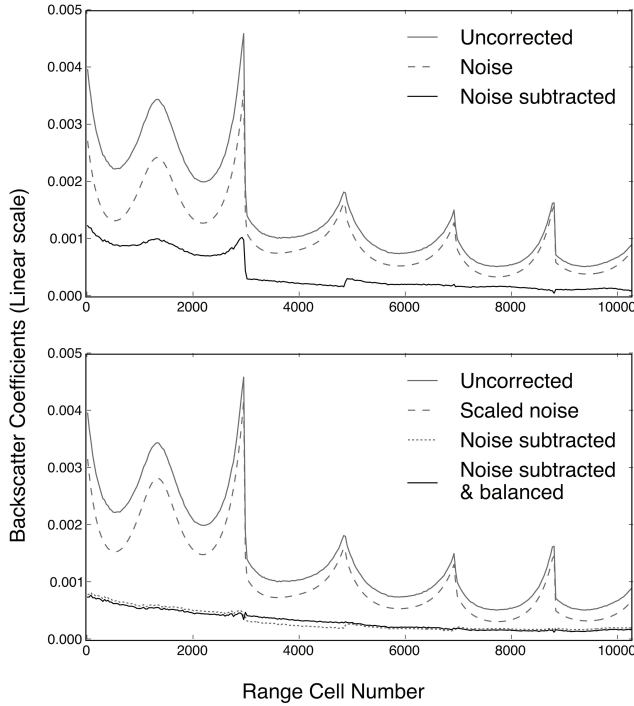 0.005
0.004
0.003
0.002
0.001
0.000
0 2000 4000 6000 8000 10000
Uncorrected
Noise
Noise subtracted
Backscatter Coefficients (Linear scale)
0.005
0.004
0.003
0.002
0.001
0.000
0 2000 4000 6000 8000 10000
Uncorrected
Scaled noise
Noise subtracted
Noise subtracted
& balanced
Range Cell Number